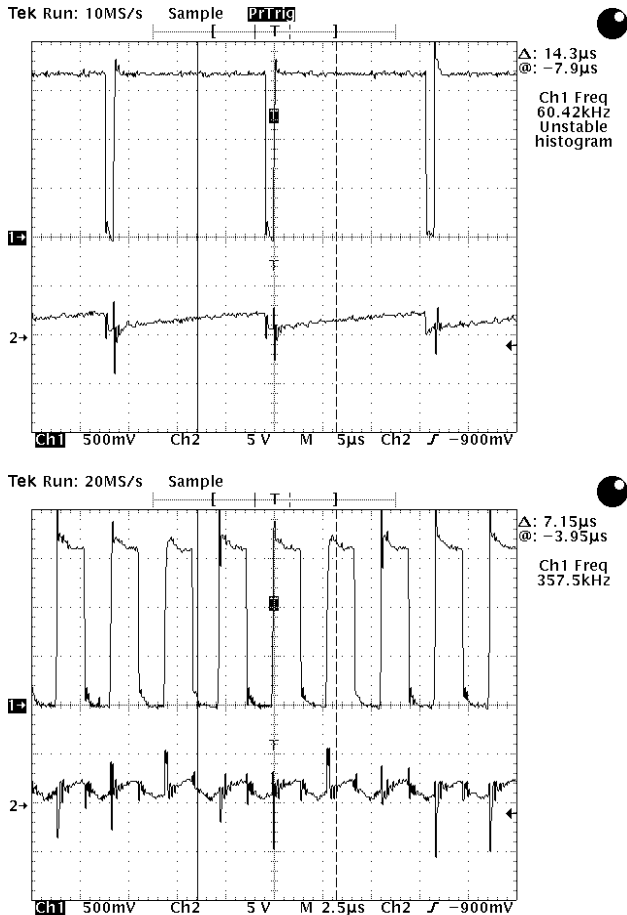 Tek Run: 10MS/s Sample PrTrig
T
Δ: 14.3µs
@: −7.9µs
Ch1 Freq
60.42kHz
Unstable
histogram
1→
T
2→
Ch1 500mV Ch2 5 V M 5µs Ch2 −900mV
Tek Run: 20MS/s Sample
T
Δ: 7.15µs
@: −3.95µs
Ch1 Freq
357.5kHz
1→
T
2→
Ch1 500mV Ch2 5 V M 2.5µs Ch2 −900mV